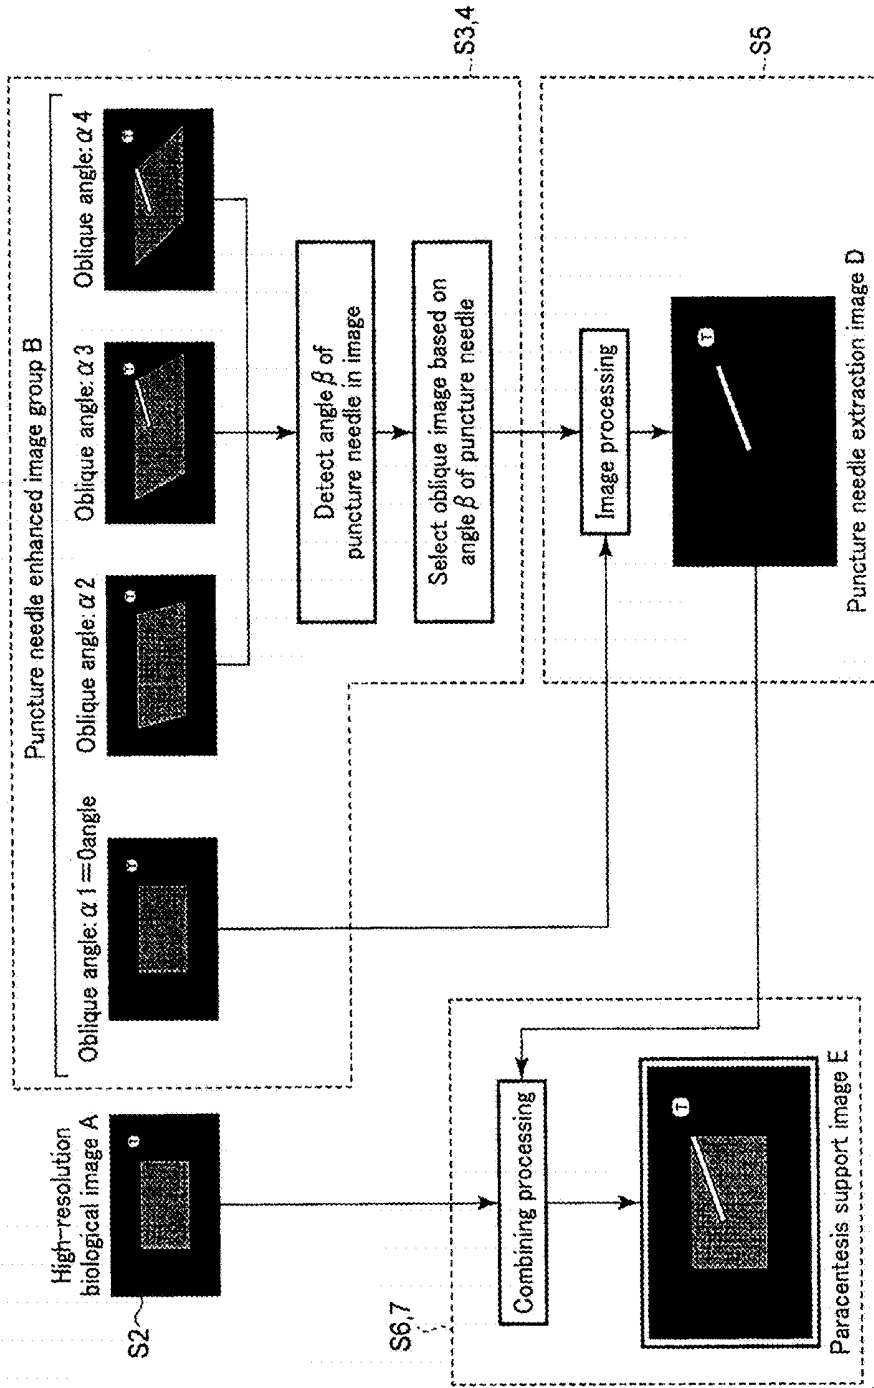 Puncture needle enhanced image group B
High-resolution
biological image A
Oblique angle: α1=0angle
Oblique angle: α2
Oblique angle: α3
Oblique angle: α4
S2
T
T
T
T
T
S3,4
Detect angle β of
puncture needle in image
Select oblique image based on
angle β of puncture needle
S5
Image processing
T
Puncture needle extraction image D
S6,7
Combining processing
T
Paracentesis support image E